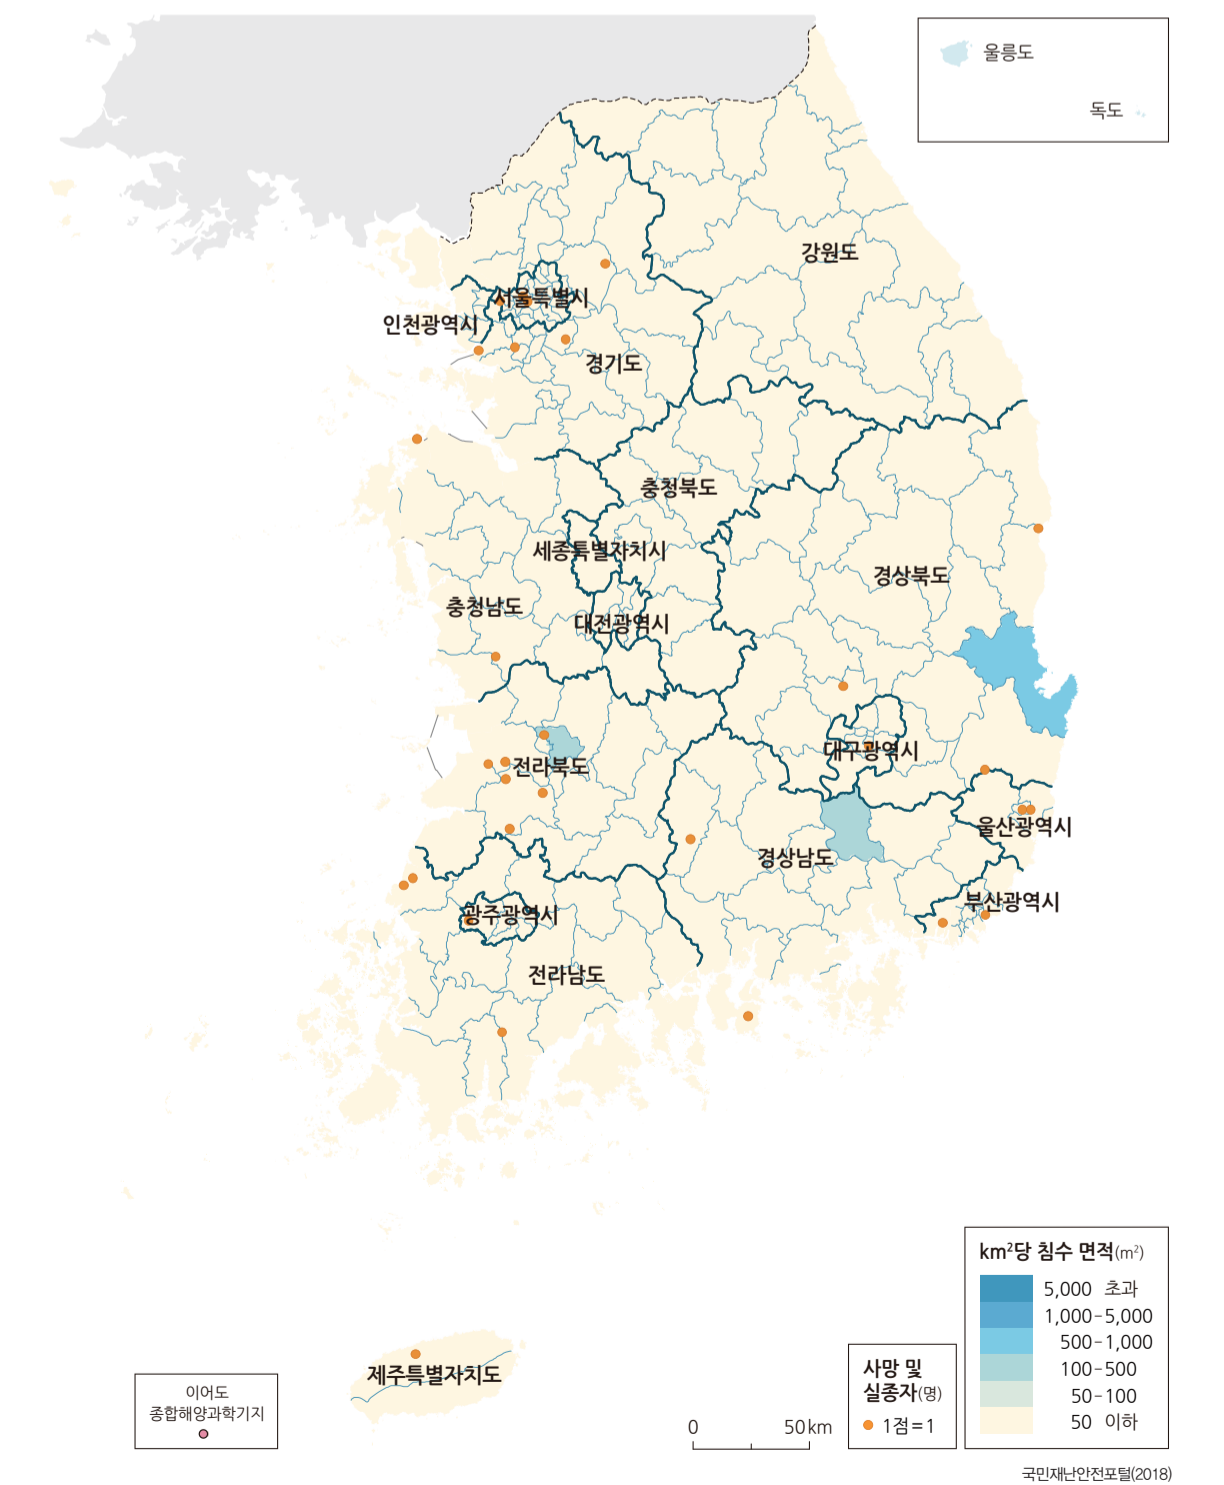 울릉도
독도
강원도
서울특별시
인천광역시
경기도
충청북도
세종특별자치시
경상북도
충청남도
대전광역시
대구광역시
전라북도
울산광역시
경상남도
부산광역시
광주광역시
전라남도
제주특별자치도
이어도
종합해양과학기지
0 50 km
사망 및
실종자(명)
1점=1
km²당 침수 면적(m²)
5,000 초과
1,000-5,000
500-1,000
100-500
50-100
50 이하
국민재난안전포털(2018)